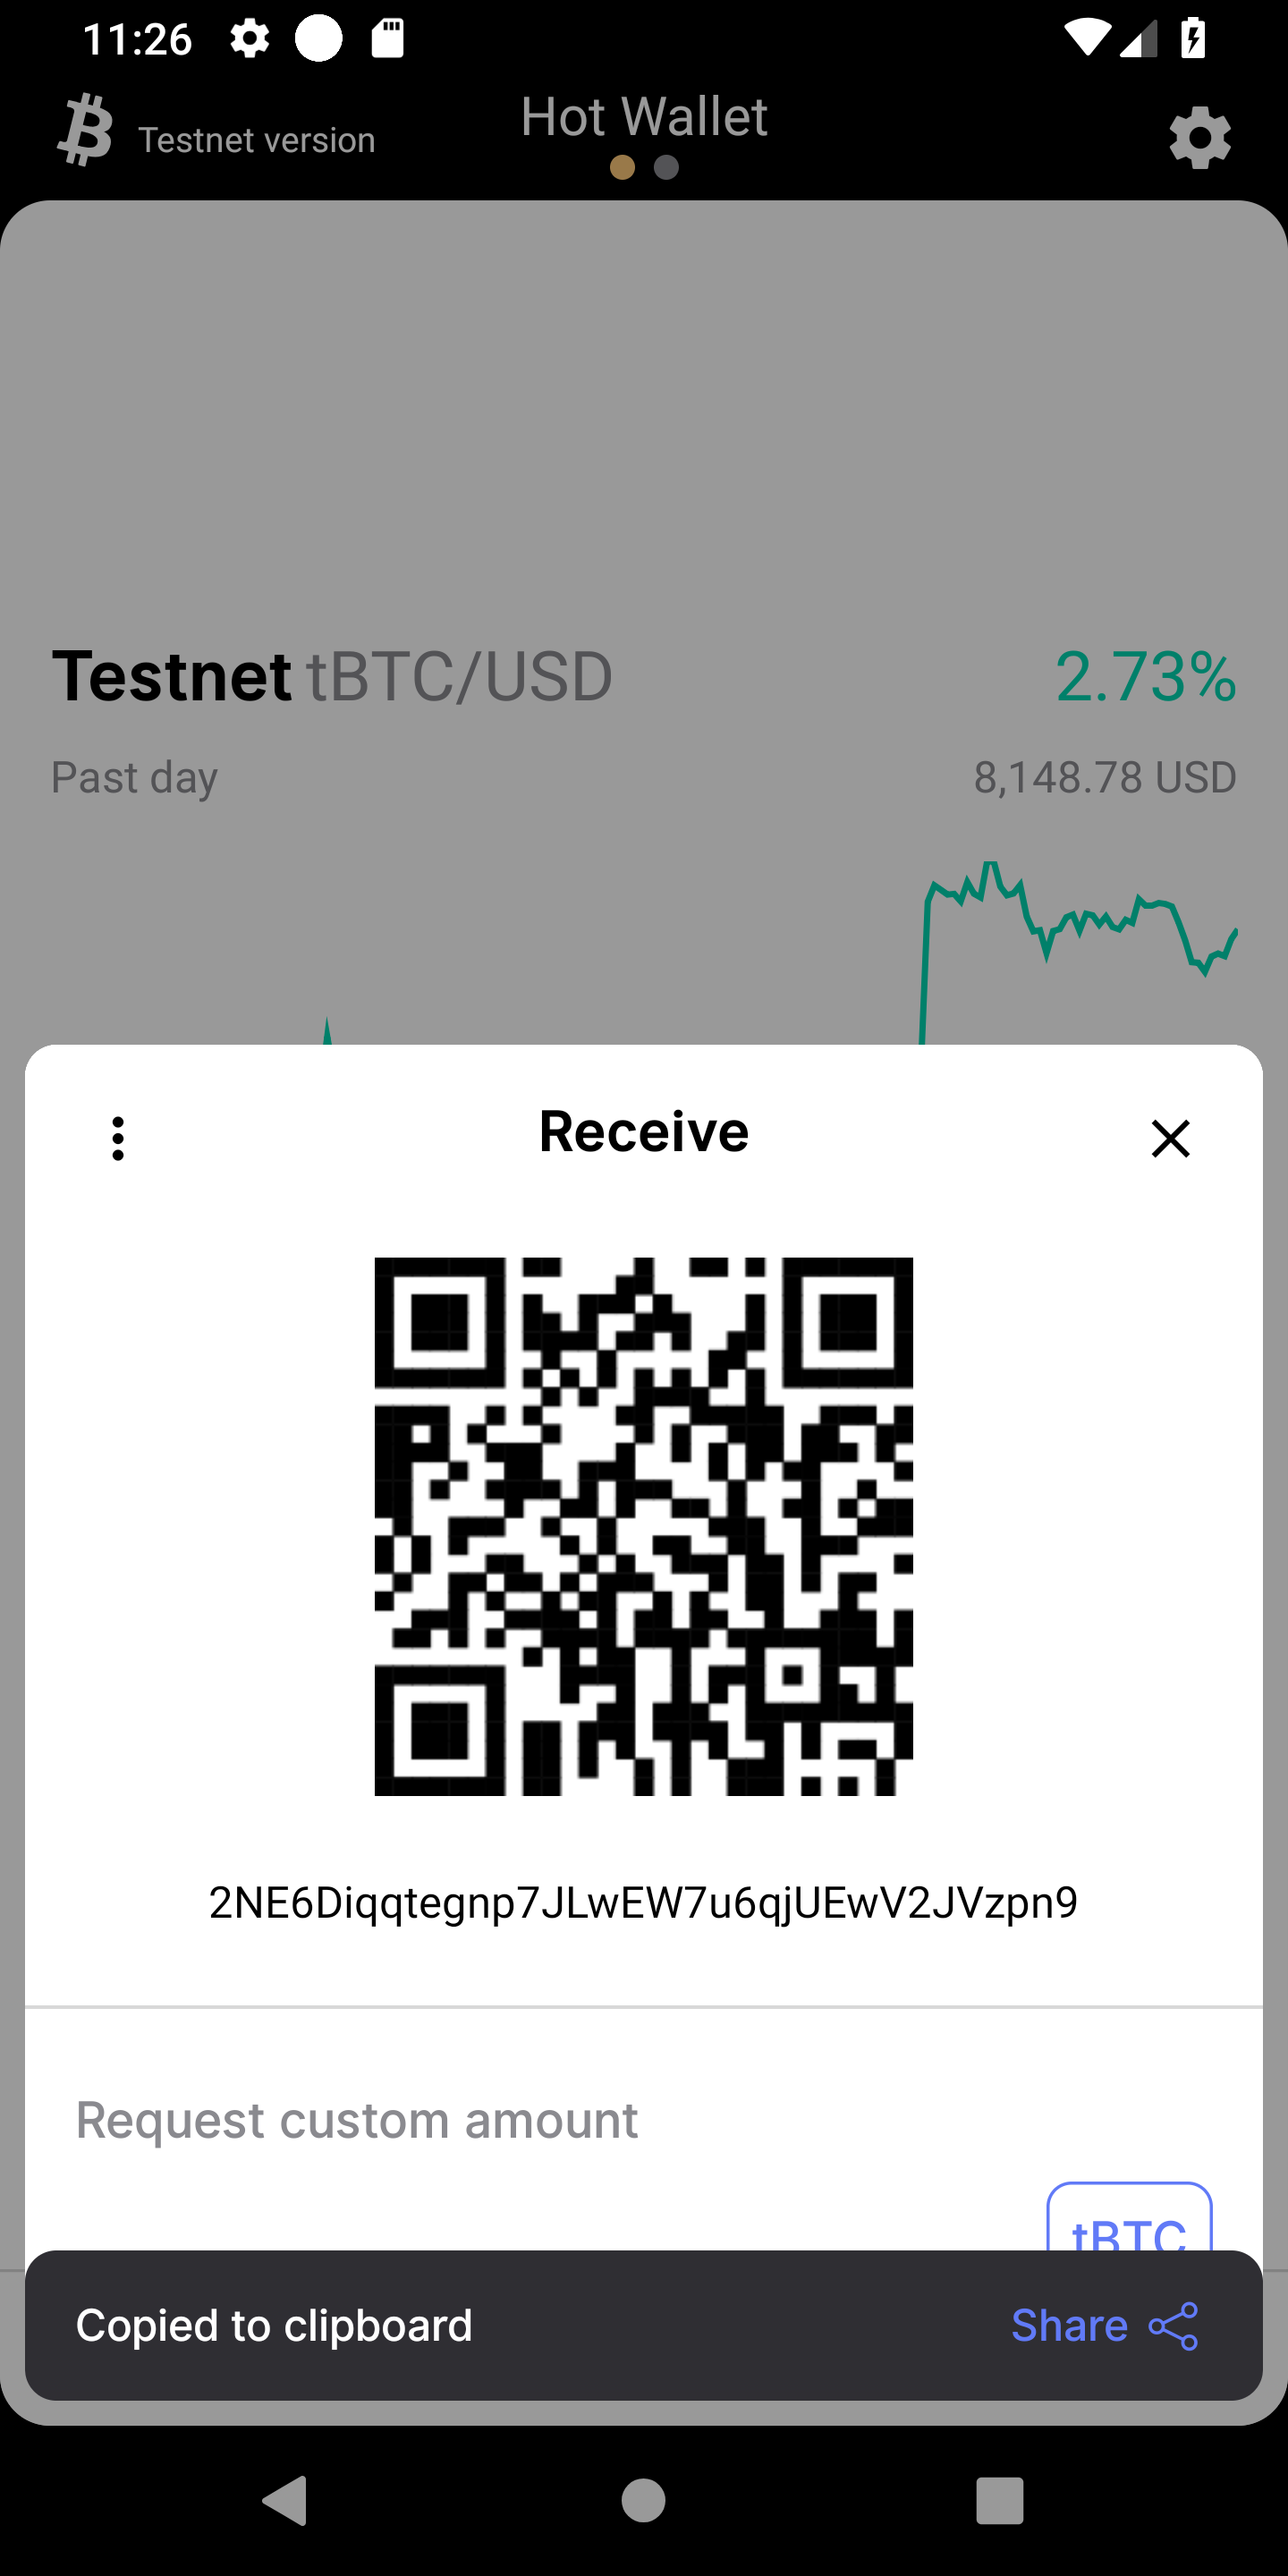 11:26
Testnet version
Hot Wallet
Testnet tBTC/USD
2.73%
Past day
8,148.78 USD
Receive
2NE6Diqqtegnp7JLwEW7u6qjUEwV2JVzpn9
Request custom amount
tBTC
Copied to clipboard
Share